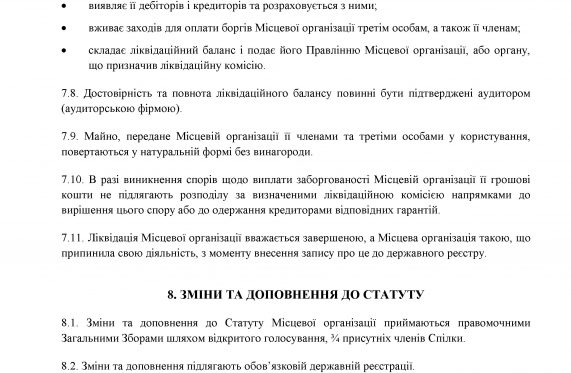 • виявляє її дебіторів і кредиторів та розраховується з ними;
• вживає заходів для оплати боргів Місцевої організації третім особам, а також її членам;
• складає ліквідаційний баланс і подає його Правлінню Місцевої організації, або органу,
що призначив ліквідаційну комісію.
7.8. Достовірність та повнота ліквідаційного балансу повинні бути підтверджені аудитором
(аудиторською фірмою).
7.9. Майно, передане Місцевій організації її членами та третіми особами у користування,
повертаються у натуральній формі без винагороди.
7.10. В разі виникнення спорів щодо виплати заборгованості Місцевої організації її грошові
кошти не підлягають розподілу за визначеними ліквідаційною комісією напрямками до
вирішення цього спору або до одержання кредиторами відповідних гарантій.
7.11. Ліквідація Місцевої організації вважається завершеною, а Місцева організація такою, що
припинила свою діяльність, з моменту внесення запису про це до державного реєстру.
8. ЗМІНИ ТА ДОПОВНЕННЯ ДО СТАТУТУ
8.1. Зміни та доповнення до Статуту Місцевої організації приймаються правомочними
Загальними Зборами шляхом відкритого голосування, ¾ присутніх членів Спілки.
8.2. Зміни та доповнення підлягають обов’язковій державній реєстрації.